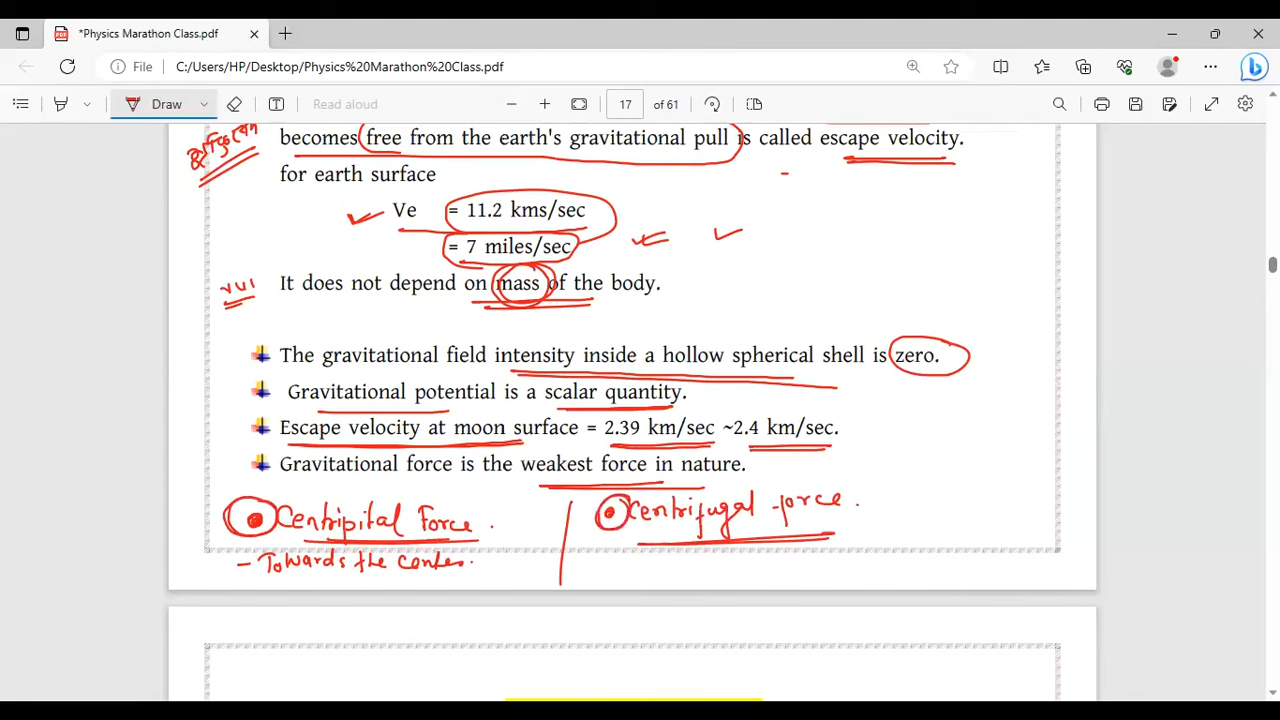 *Physics Marathon Class.pdf
File C:/Users/HP/Desktop/Physics%20Marathon%20Class.pdf
Draw Read aloud 17 of 61
becomes free from the earth's gravitational pull is called escape velocity.
for earth surface
Ve = 11.2 kms/sec
= 7 miles/sec
It does not depend on mass of the body.
The gravitational field intensity inside a hollow spherical shell is zero.
Gravitational potential is a scalar quantity.
Escape velocity at moon surface = 2.39 km/sec ~2.4 km/sec.
Gravitational force is the weakest force in nature.
Centripital Force. Centrifugal force.
- Towards the center.